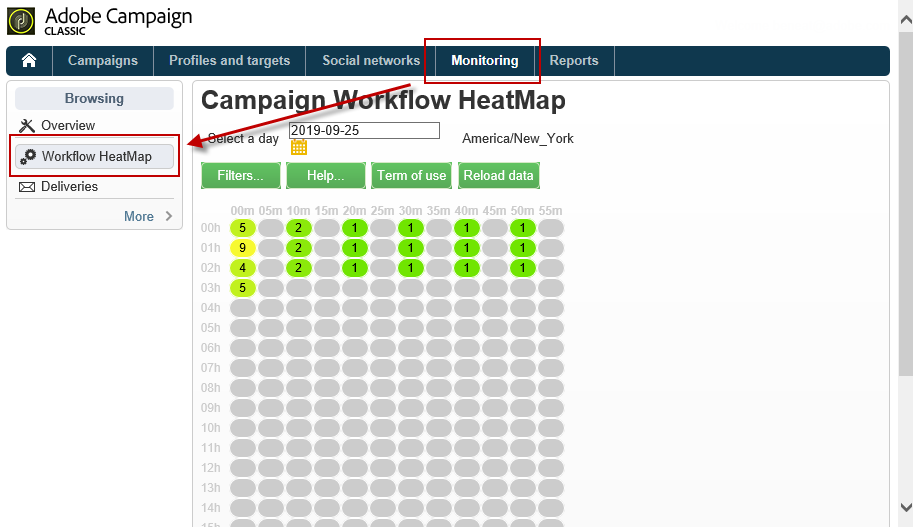 Adobe Campaign
CLASSIC
Campaigns Profiles and targets Social networks Monitoring Reports
Browsing
Overview
Workflow HeatMap
Deliveries
More
Campaign Workflow HeatMap
Select a day 2019-09-25 America/New_York
Filters... Help... Term of use Reload data
00m 05m 10m 15m 20m 25m 30m 35m 40m 45m 50m 55m
00h 5 2 1 1 1 1
01h 9 2 1 1 1 1
02h 4 2 1 1 1 1
03h 5
04h
05h
06h
07h
08h
09h
10h
11h
12h
13h
14h
15h